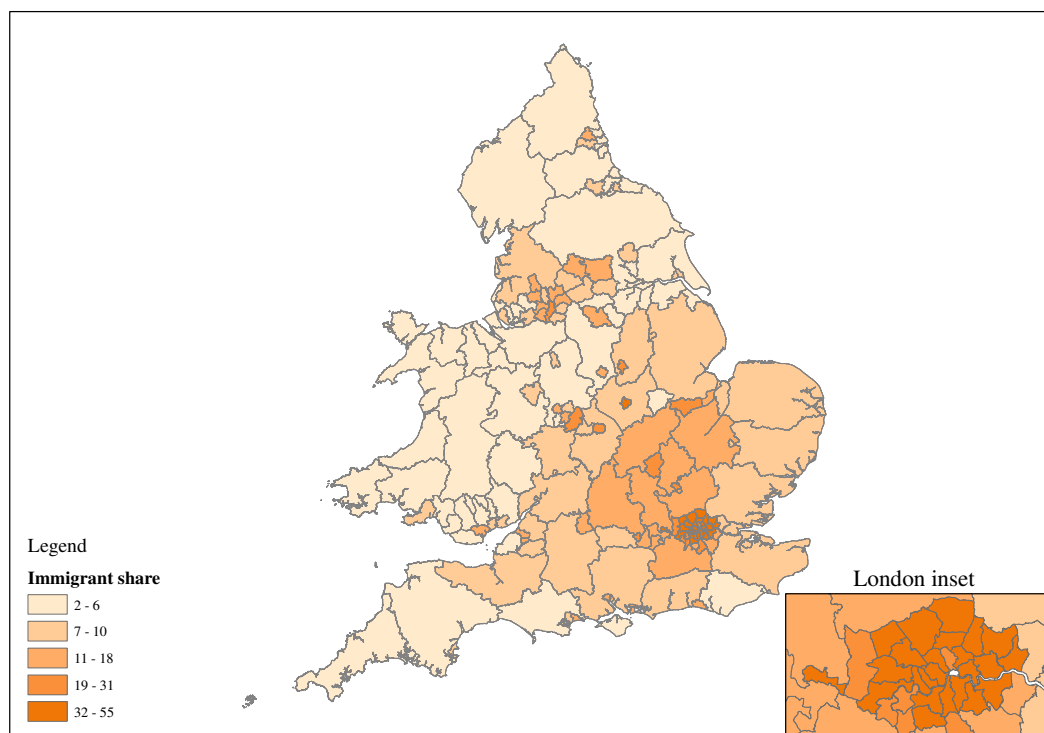 Legend
Immigrant share
2 - 6
7 - 10
11 - 18
19 - 31
32 - 55
London inset